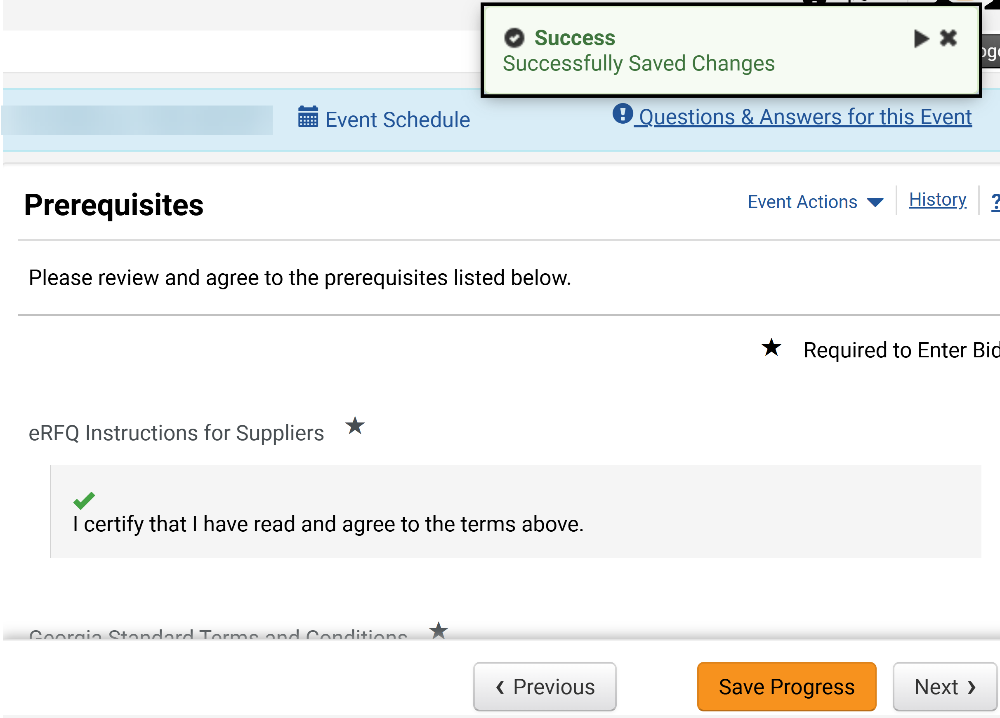 Success
Successfully Saved Changes
Event Schedule
Questions & Answers for this Event
Prerequisites
Event Actions
History
?
Please review and agree to the prerequisites listed below.
★ Required to Enter Bid
eRFQ Instructions for Suppliers ★
I certify that I have read and agree to the terms above.
Georgia Standard Terms and Conditions ★
‹ Previous
Save Progress
Next ›